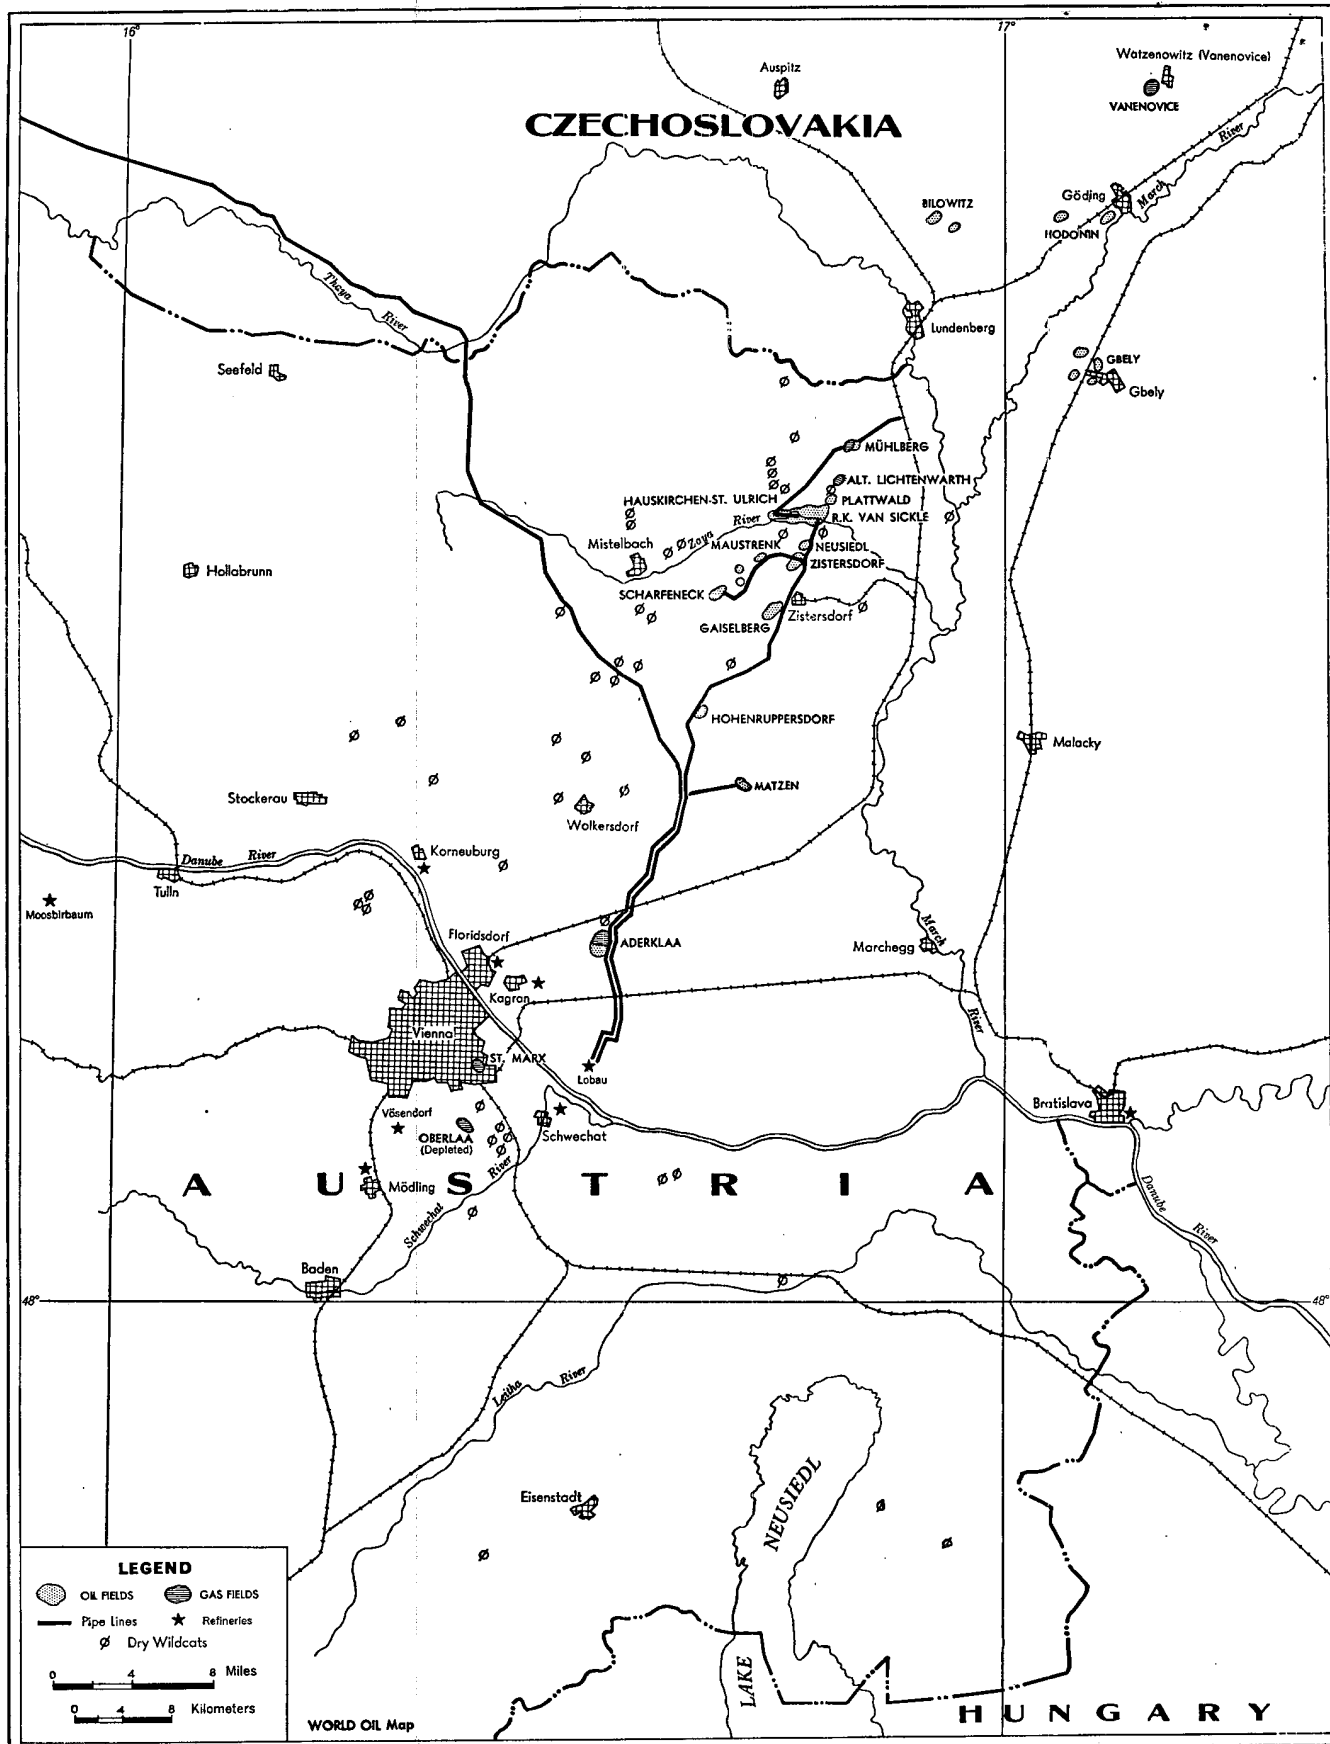 16°
17°
Watzenowitz (Vanenovice)
Auspitz
VANENOVICE
CZECHOSLOVAKIA
River
March
Göding
BILOWITZ
HODONIN
Thaya
River
Lundenberg
Seefeld
GBELY
Gbely
MÜHLBERG
ALT. LICHTENWARTH
HAUSKIRCHEN-ST. ULRICH
PLATTWALD
River
R.K. VAN SICKLE
Zaya
Mistelbach
MAUSTRENK
NEUSIEDL
ZISTERSDORF
Hollabrunn
SCHARFENECK
Zistersdorf
GAISELBERG
HOHENRUPPERSDORF
Malacky
MATZEN
Stockerau
Wolkersdorf
Korneuburg
Danube River
Tulln
Moosbirbaum
Floridsdorf
ADERKLAA
March
Marchegg
Kagran
River
Vienna
ST. MARX
Lobau
Bratislava
Vösendorf
OBERLAA
(Depleted)
Schwechat
River
AUSTRIA
Mödling
Danube
River
Schwechat
Baden
48°
48°
Leitha River
NEUSIEDL
Eisenstadt
LEGEND
OIL FIELDS
GAS FIELDS
Pipe Lines
Refineries
Dry Wildcats
0 4 8 Miles
0 4 8 Kilometers
LAKE
WORLD OIL Map
HUNGARY